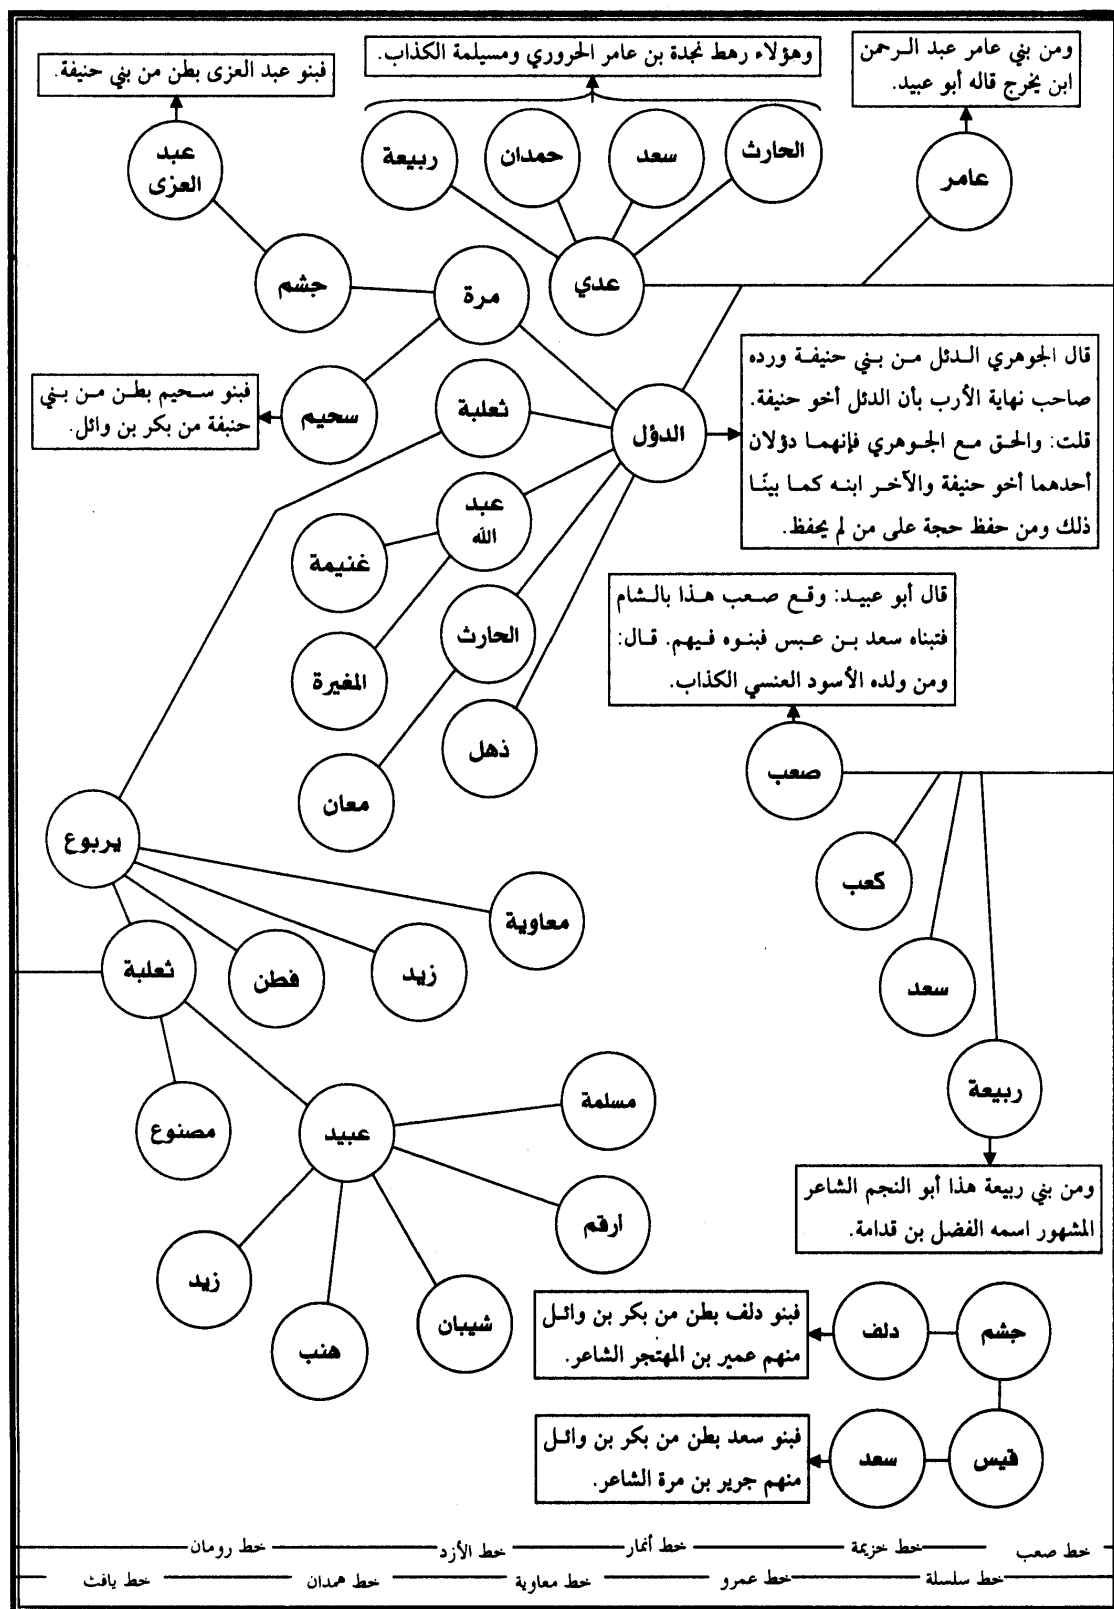 ومن بني عامر عبد الرحمن
ابن يخرج قاله أبو عبيد.
وهؤلاء رهط نجدة بن عامر الحروري ومسيلمة الكذاب.
فبنو عبد العزى بطن من بني حنيفة.
عامر
الحارث
سعد
حمدان
ربيعة
عبد
العزى
عدي
مرة
جشم
قال الجوهري الدئل من بني حنيفة ورده
صاحب نهاية الأرب بأن الدئل أخو حنيفة.
قلت: والحق مع الجوهري فإنهما دؤلان
أحدهما أخو حنيفة والآخر ابنه كما بينّا
ذلك ومن حفظ حجة على من لم يحفظ.
الدؤل
ثعلبة
سحيم
فبنو سحيم بطن من بني
حنيفة من بكر بن وائل.
عبد
الله
غنيمة
الحارث
المغيرة
ذهل
معان
قال أبو عبيد: وقع صعب هذا بالشام
فتبناه سعد بن عبس فبنوه فيهم. قال:
ومن ولده الأسود العنسي الكذاب.
صعب
كعب
سعد
ربيعة
ومن بني ربيعة هذا أبو النجم الشاعر
المشهور اسمه الفضل بن قدامة.
يربوع
معاوية
زيد
فطن
ثعلبة
مصنوع
عبيد
مسلمة
ارقم
شيبان
هنب
زيد
جشم
دلف
فبنو دلف بطن من بكر بن وائل
منهم عمير بن المهتجر الشاعر.
قيس
سعد
فبنو سعد بطن من بكر بن وائل
منهم جرير بن مرة الشاعر.
خط صعب خط خزيمة خط أنمار خط الأزد خط رومان
خط سلسلة خط عمرو خط معاوية خط همدان خط يافث